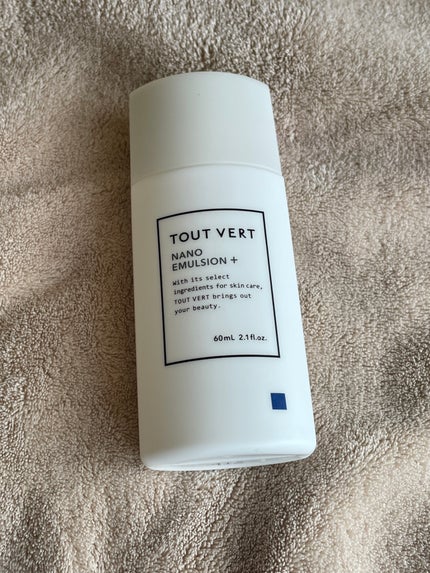 TOUT VERT
NANO
EMULSION +
With its select
ingredients for skin care,
TOUT VERT brings out
your beauty.
60mL 2.1fl.oz.